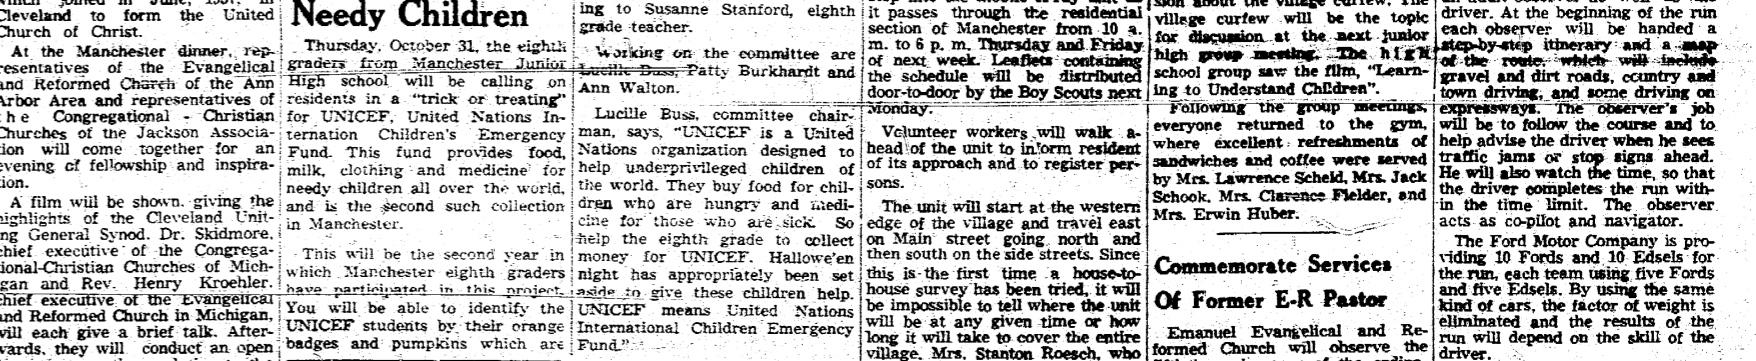 Cleveland to form the United
Church of Christ.
At the Manchester dinner, rep-
resentatives of the Evangelical
and Reformed Church of the Ann
Arbor Area and representatives of
the Congregational - Christian
Churches of the Jackson Associa-
tion will come together for an
evening of fellowship and inspira-
tion.
A film will be shown. giving the
highlights of the Cleveland Unit-
ing General Synod. Dr. Skidmore,
chief executive of the Congrega-
tional-Christian Churches of Mich-
igan and Rev. Henry Kroehler.
chief executive of the Evangelical
and Reformed Church in Michigan,
will each give a brief talk. After-
wards, they will conduct an open
Needy Children
Thursday, October 31, the eighth
graders from Manchester Junior
High school will be calling on
residents in a "trick or treating"
for UNICEF, United Nations In-
ternation Children's Emergency
Fund. This fund provides food,
milk, clothing and medicine for
needy children all over the world,
and is the second such collection
in Manchester.
This will be the second year in
which Manchester eighth graders
have participated in this project.
You will be able to identify the
UNICEF students by their orange
badges and pumpkins which are
ing to Susanne Stanford, eighth
grade teacher.
Working on the committee are
Lucille Buss, Patty Burkhardt and
Ann Walton.
Lucille Buss, committee chair-
man, says, "UNICEF is a United
Nations organization designed to
help underprivileged children of
the world. They buy food for chil-
dren who are hungry and medi-
cine for those who are sick. So
help the eighth grade to collect
money for UNICEF. Hallowe'en
night has appropriately been set
aside to give these children help.
UNICEF means United Nations
International Children Emergency
Fund."
it passes through the residential
section of Manchester from 10 a.
m. to 6 p. m. Thursday and Friday
of next week. Leaflets containing
the schedule will be distributed
door-to-door by the Boy Scouts next
Monday.
Volunteer workers will walk a-
head of the unit to inform resident
of its approach and to register per-
sons.
The unit will start at the western
edge of the village and travel east
on Main street going north and
then south on the side streets. Since
this is the first time a house-to-
house survey has been tried, it will
be impossible to tell where the unit
will be at any given time or how
long it will take to cover the entire
village. Mrs. Stanton Roesch, who
sion about the village curfew. The
village curfew will be the topic
for discussion at the next junior
high group meeting. The high
school group saw the film, "Learn-
ing to Understand Children".
Following the group meetings,
everyone returned to the gym,
where excellent refreshments of
sandwiches and coffee were served
by Mrs. Lawrence Scheld, Mrs. Jack
Schook, Mrs. Clarence Fielder, and
Mrs. Erwin Huber.
Commemorate Services
Of Former E-R Pastor
Emanuel Evangelical and Re-
formed Church will observe the
driver. At the beginning of the run
each observer will be handed a
step-by-step itinerary and a map
of the route, which will include
gravel and dirt roads, country and
town driving, and some driving on
expressways. The observer's job
will be to follow the course and to
help advise the driver when he sees
traffic jams or stop signs ahead.
He will also watch the time, so that
the driver completes the run with-
in the time limit. The observer
acts as co-pilot and navigator.
The Ford Motor Company is pro-
viding 10 Fords and 10 Edsels for
the run, each team using five Fords
and five Edsels. By using the same
kind of cars, the factor of weight is
eliminated and the results of the
run will depend on the skill of the
driver.